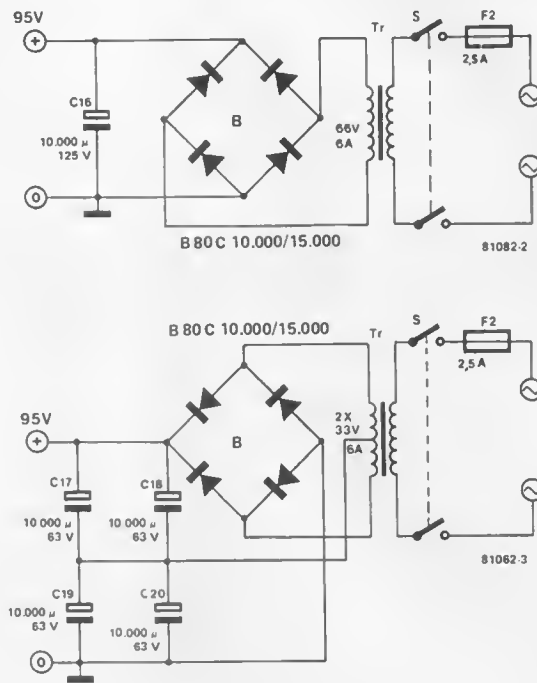 95V
+
C16
10.000 µ
125 V
0
B
B 80 C 10.000/15.000
Tr
66V
6A
S
F2
2,5A
81082-2
B 80 C 10.000/15.000
95V
+
C17
10.000 µ
63 V
C18
10.000 µ
63 V
C19
10.000 µ
63 V
C20
10.000 µ
63 V
0
B
Tr
2X
33V
6A
S
F2
2,5 A
81062-3